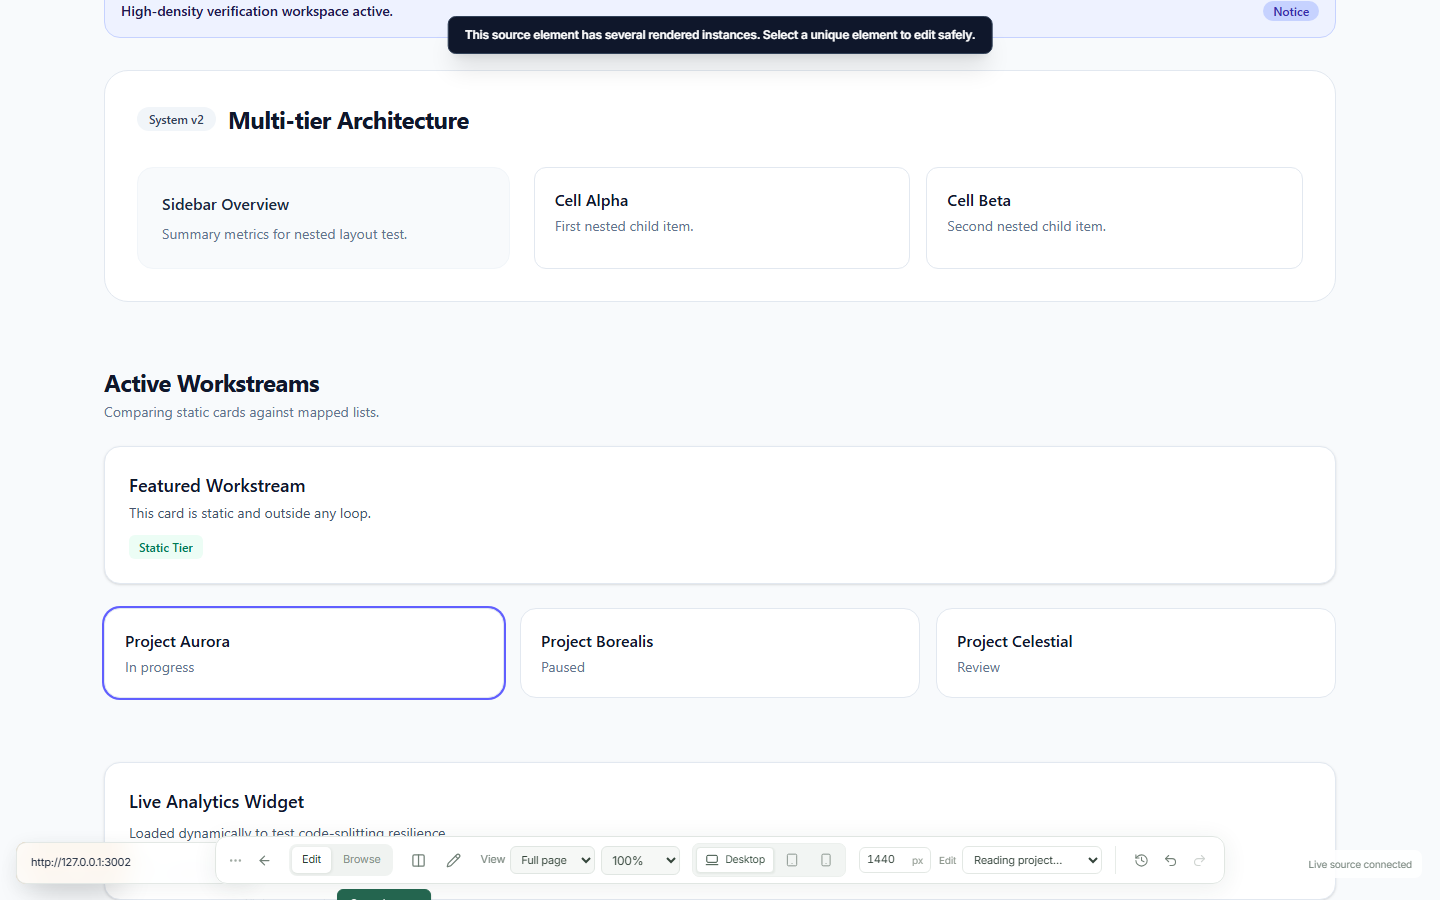 High-density verification workspace active.
Notice
This source element has several rendered instances. Select a unique element to edit safely.
System v2
Multi-tier Architecture
Sidebar Overview
Summary metrics for nested layout test.
Cell Alpha
First nested child item.
Cell Beta
Second nested child item.
Active Workstreams
Comparing static cards against mapped lists.
Featured Workstream
This card is static and outside any loop.
Static Tier
Project Aurora
In progress
Project Borealis
Paused
Project Celestial
Review
Live Analytics Widget
Loaded dynamically to test code-splitting resilience
http://127.0.0.1:3002
Edit
Browse
View
Full page
100%
Desktop
1440
px
Edit
Reading project...
Live source connected